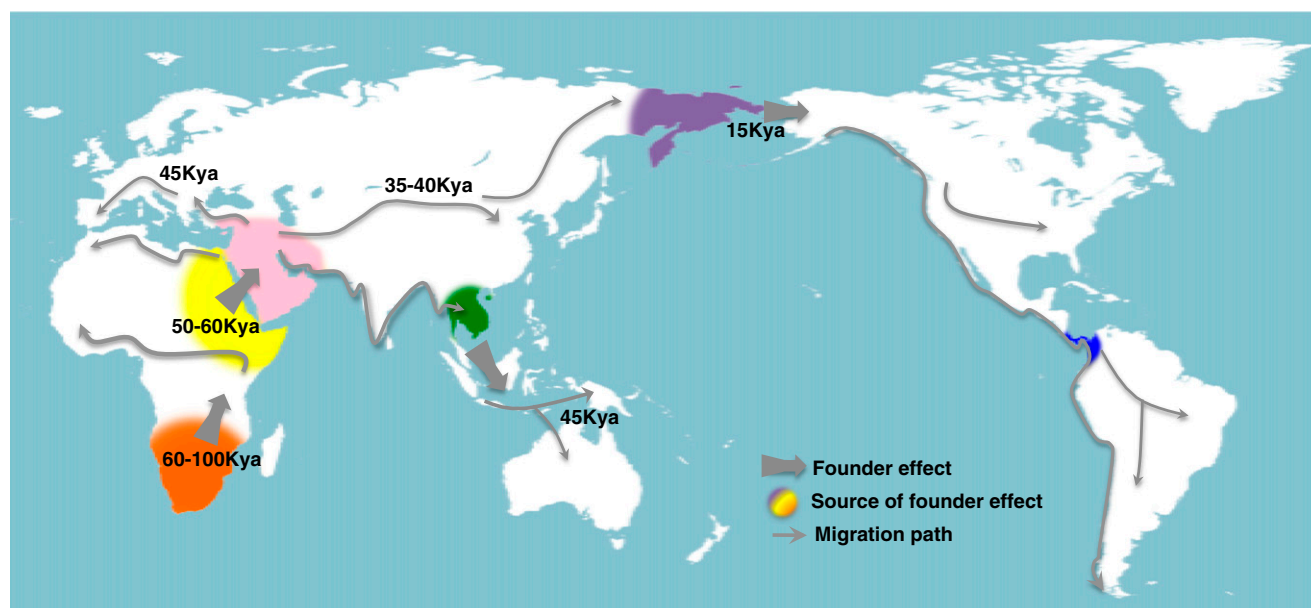 15Kya
45Kya
35-40Kya
50-60Kya
45Kya
60-100Kya
Founder effect
Source of founder effect
Migration path